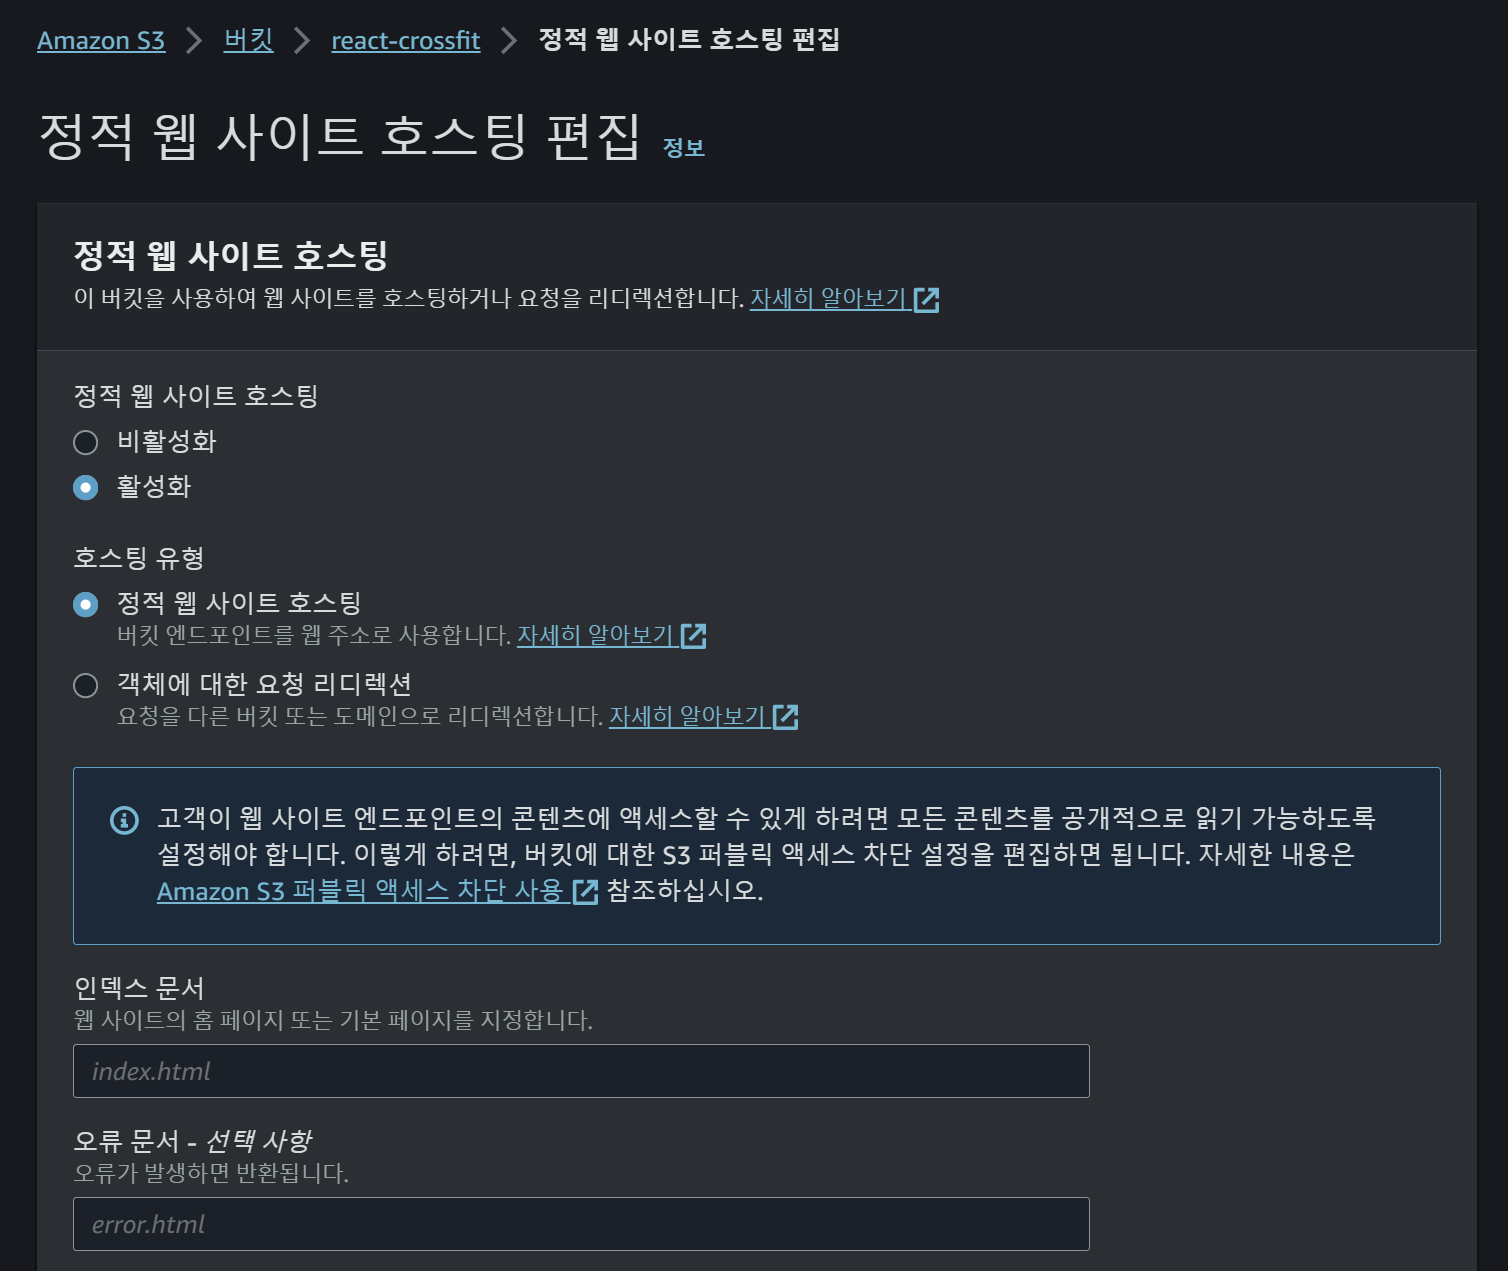 Amazon S3 > 버킷 > react-crossfit > 정적 웹 사이트 호스팅 편집
정적 웹 사이트 호스팅 편집 정보
정적 웹 사이트 호스팅
이 버킷을 사용하여 웹 사이트를 호스팅하거나 요청을 리디렉션합니다. 자세히 알아보기
정적 웹 사이트 호스팅
비활성화
활성화
호스팅 유형
정적 웹 사이트 호스팅
버킷 엔드포인트를 웹 주소로 사용합니다. 자세히 알아보기
객체에 대한 요청 리디렉션
요청을 다른 버킷 또는 도메인으로 리디렉션합니다. 자세히 알아보기
고객이 웹 사이트 엔드포인트의 콘텐츠에 액세스할 수 있게 하려면 모든 콘텐츠를 공개적으로 읽기 가능하도록
설정해야 합니다. 이렇게 하려면, 버킷에 대한 S3 퍼블릭 액세스 차단 설정을 편집하면 됩니다. 자세한 내용은
Amazon S3 퍼블릭 액세스 차단 사용 참조하십시오.
인덱스 문서
웹 사이트의 홈 페이지 또는 기본 페이지를 지정합니다.
index.html
오류 문서 - 선택 사항
오류가 발생하면 반환됩니다.
error.html